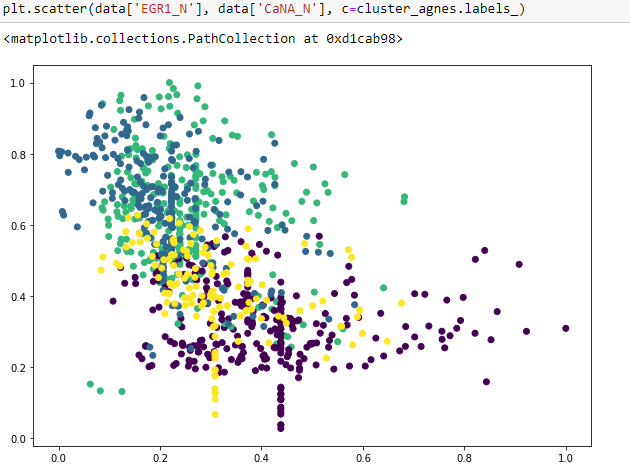 plt.scatter(data['EGR1_N'], data['CaNA_N'], c=cluster_agnes.labels_)
<matplotlib.collections.PathCollection at 0xd1cab98>
1.0
0.8
0.6
0.4
0.2
0.0
0.0 0.2 0.4 0.6 0.8 1.0